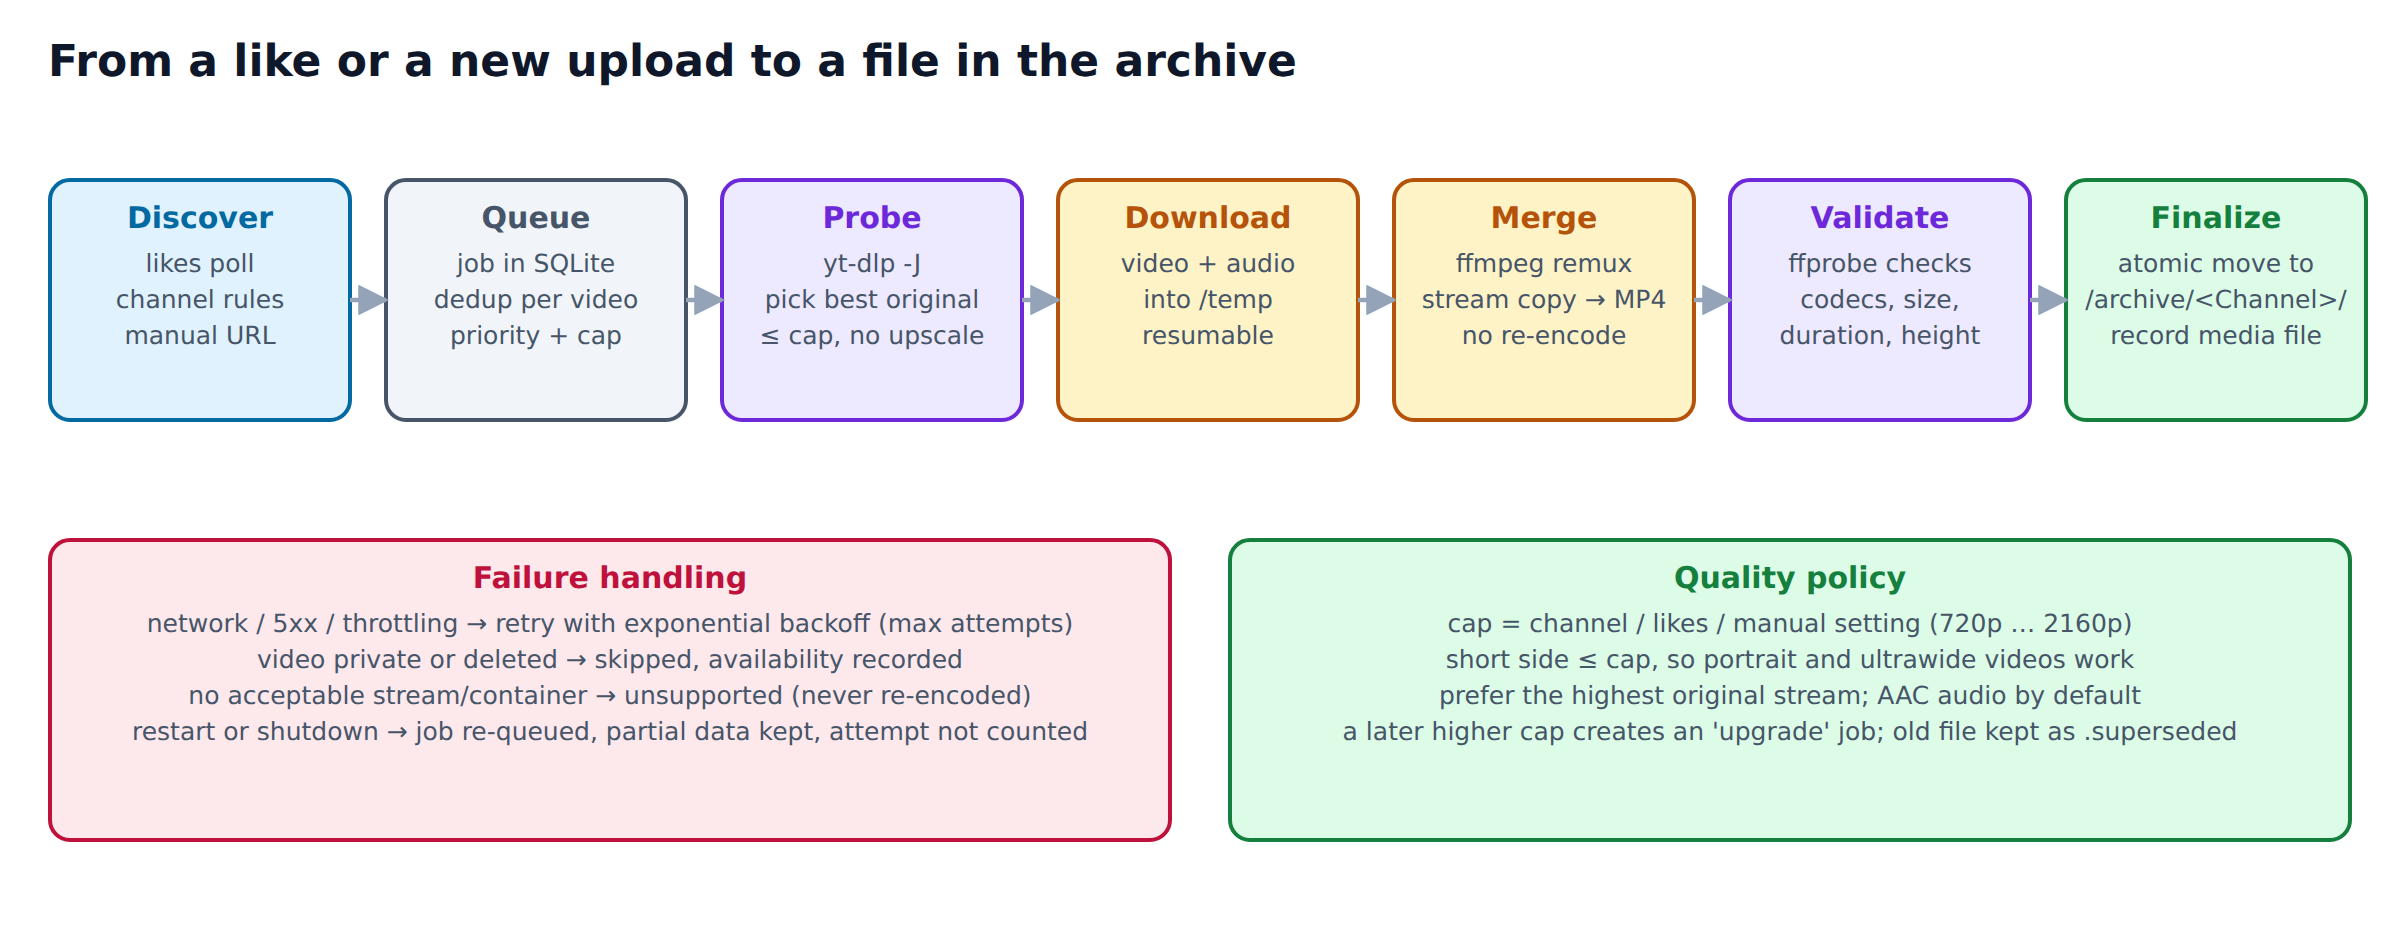 From a like or a new upload to a file in the archive
Discover
likes poll
channel rules
manual URL
Queue
job in SQLite
dedup per video
priority + cap
Probe
yt-dlp -J
pick best original
≤ cap, no upscale
Download
video + audio
into /temp
resumable
Merge
ffmpeg remux
stream copy → MP4
no re-encode
Validate
ffprobe checks
codecs, size,
duration, height
Finalize
atomic move to
/archive/<Channel>/
record media file
Failure handling
network / 5xx / throttling → retry with exponential backoff (max attempts)
video private or deleted → skipped, availability recorded
no acceptable stream/container → unsupported (never re-encoded)
restart or shutdown → job re-queued, partial data kept, attempt not counted
Quality policy
cap = channel / likes / manual setting (720p … 2160p)
short side ≤ cap, so portrait and ultrawide videos work
prefer the highest original stream; AAC audio by default
a later higher cap creates an 'upgrade' job; old file kept as .superseded